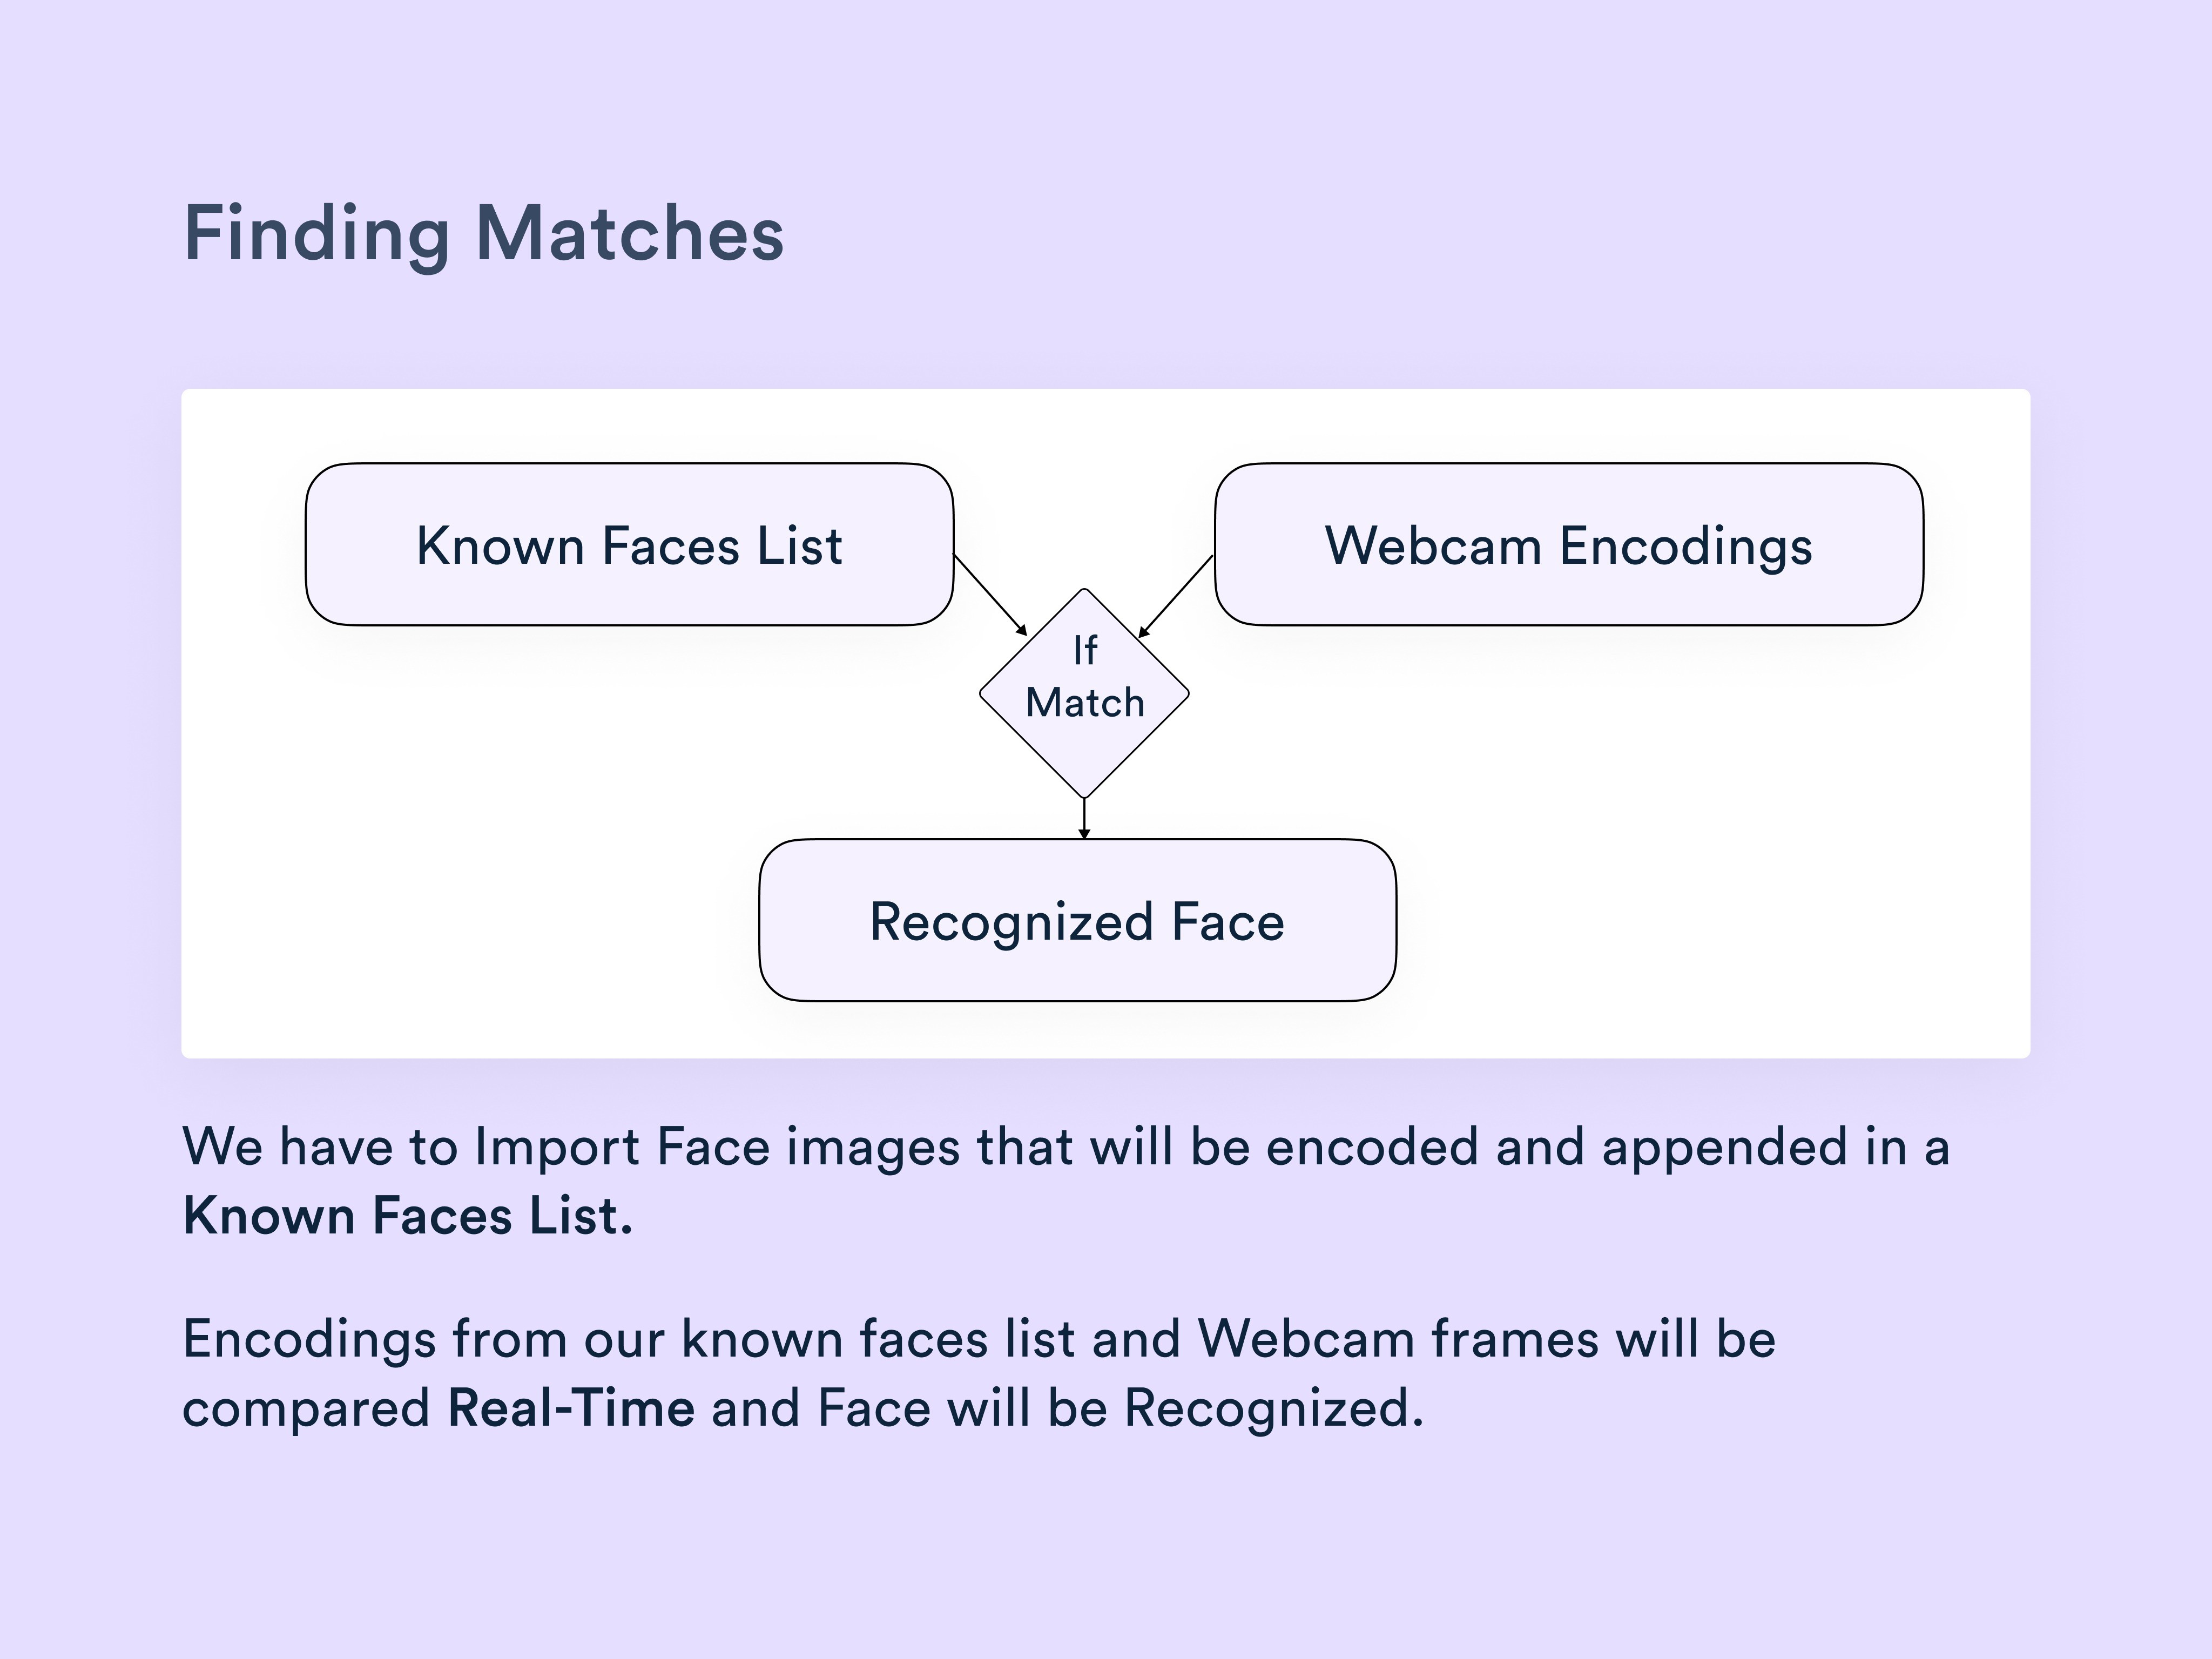 Finding Matches
Known Faces List
Webcam Encodings
If
Match
Recognized Face
We have to Import Face images that will be encoded and appended in a
Known Faces List.
Encodings from our known faces list and Webcam frames will be
compared Real-Time and Face will be Recognized.